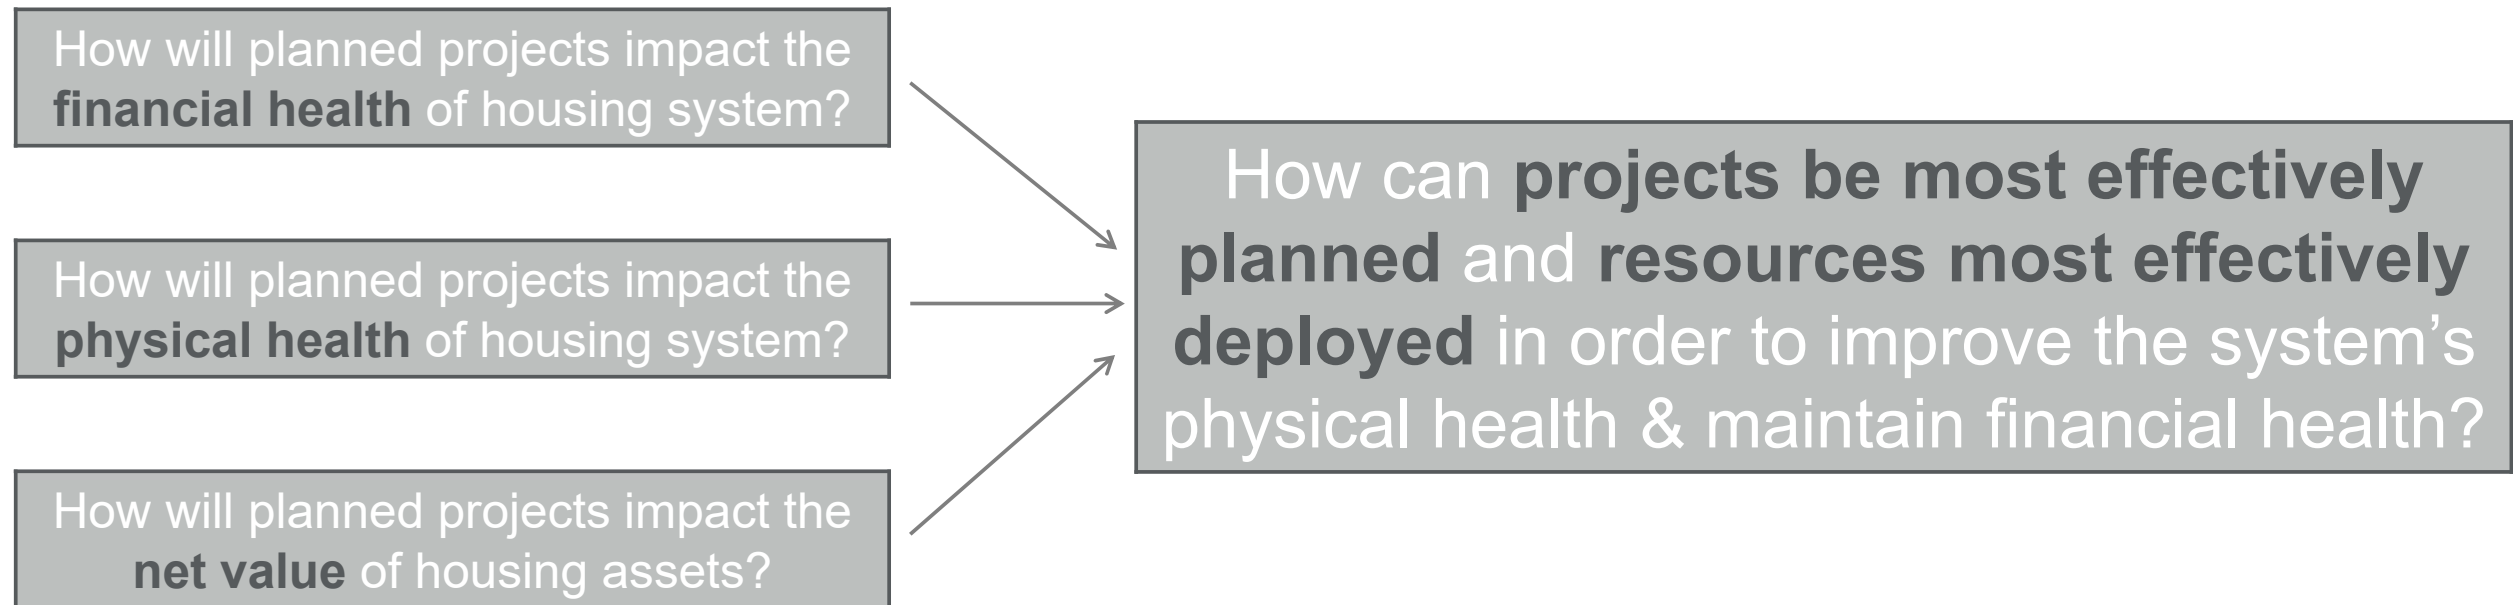 How will planned projects impact the
financial health of housing system?
How will planned projects impact the
physical health of housing system?
How will planned projects impact the
net value of housing assets?
How can projects be most effectively
planned and resources most effectively
deployed in order to improve the system’s
physical health & maintain financial health?